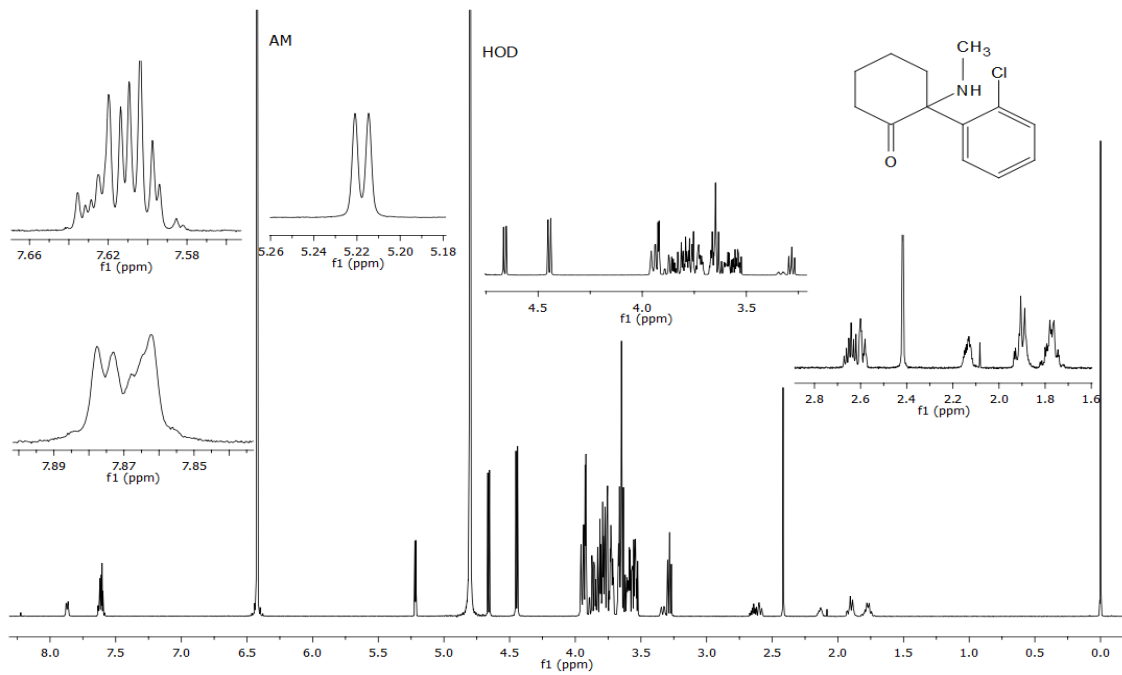 AM
HOD
CH3
Cl
NH
O
7.66 7.62 7.58
f1 (ppm)
5.26 5.24 5.22 5.20 5.18
f1 (ppm)
4.5 4.0 3.5
f1 (ppm)
2.8 2.6 2.4 2.2 2.0 1.8 1.6
f1 (ppm)
7.89 7.87 7.85
f1 (ppm)
8.0 7.5 7.0 6.5 6.0 5.5 5.0 4.5 4.0 3.5 3.0 2.5 2.0 1.5 1.0 0.5 0.0
f1 (ppm)